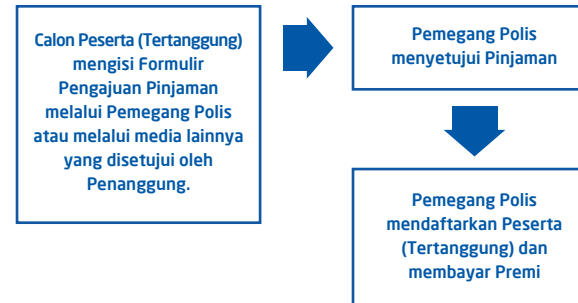 Calon Peserta (Tertanggung)
mengisi Formulir
Pengajuan Pinjaman
melalui Pemegang Polis
atau melalui media lainnya
yang disetujui oleh
Penanggung.
Pemegang Polis
menyetujui Pinjaman
Pemegang Polis
mendaftarkan Peserta
(Tertanggung) dan
membayar Premi